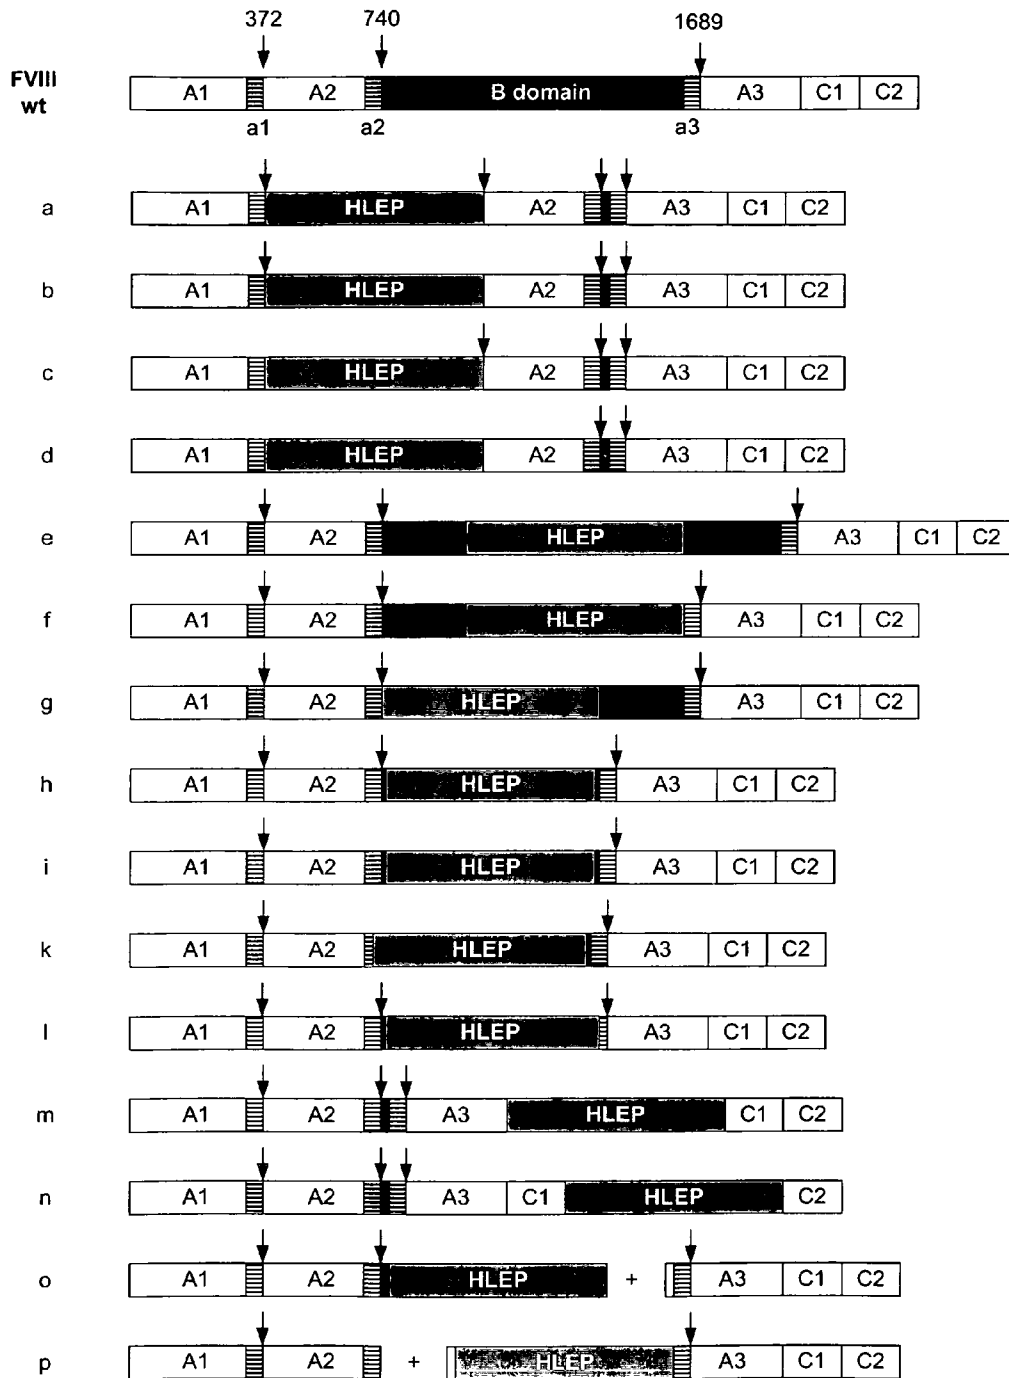 372 740 1689
FVIII wt A1 A2 B domain A3 C1 C2
a1 a2 a3
a A1 HLEP A2 A3 C1 C2
b A1 HLEP A2 A3 C1 C2
c A1 HLEP A2 A3 C1 C2
d A1 HLEP A2 A3 C1 C2
e A1 A2 HLEP A3 C1 C2
f A1 A2 HLEP A3 C1 C2
g A1 A2 HLEP A3 C1 C2
h A1 A2 HLEP A3 C1 C2
i A1 A2 HLEP A3 C1 C2
k A1 A2 HLEP A3 C1 C2
l A1 A2 HLEP A3 C1 C2
m A1 A2 A3 HLEP C1 C2
n A1 A2 A3 C1 HLEP C2
o A1 A2 HLEP + A3 C1 C2
p A1 A2 + HLEP A3 C1 C2